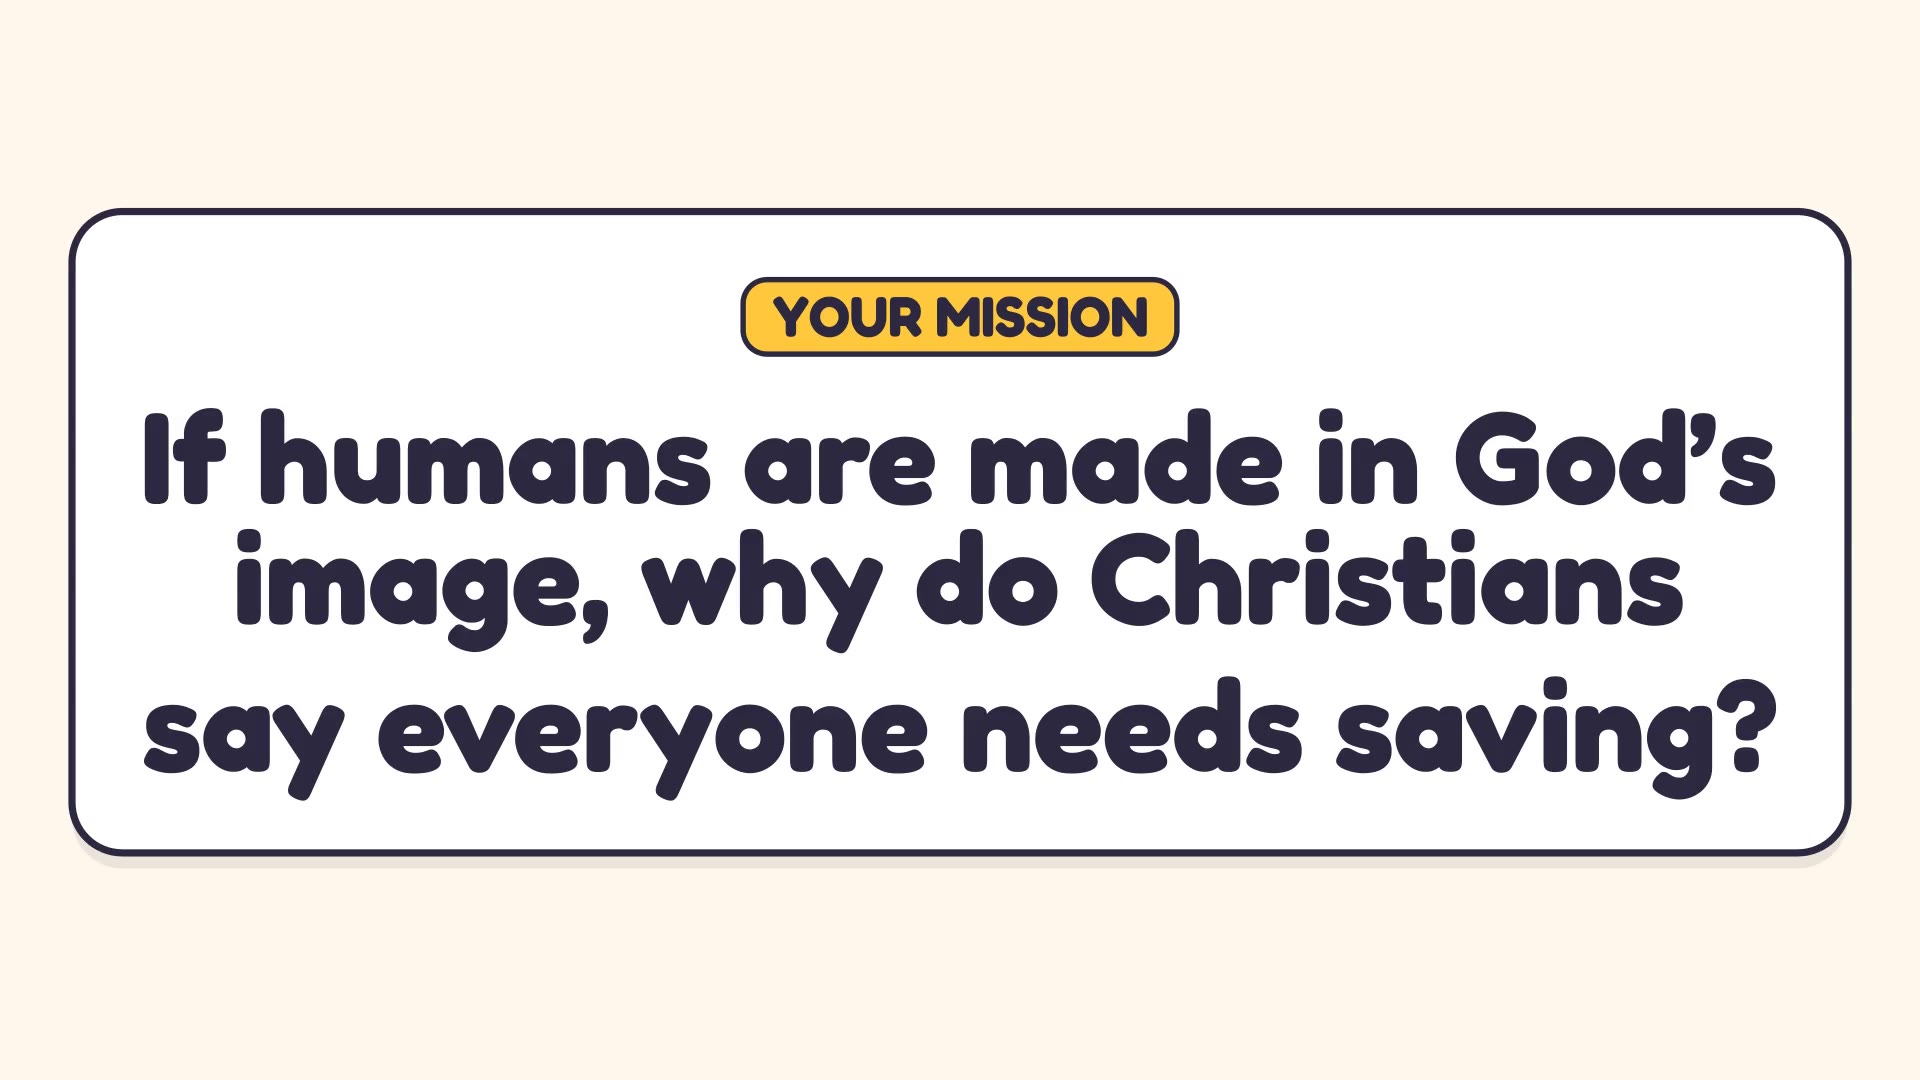 YOUR MISSION
If humans are made in God’s
image, why do Christians
say everyone needs saving?